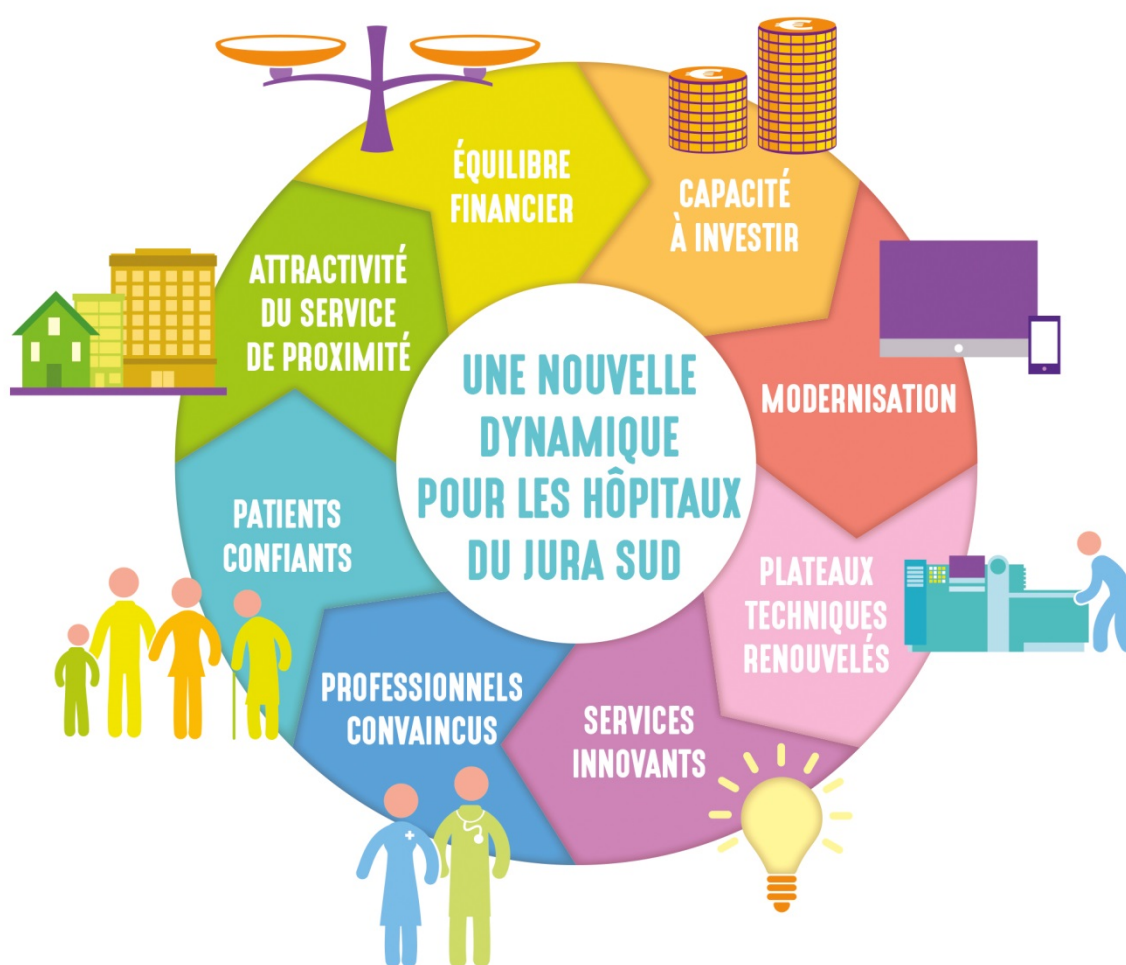 ÉQUILIBRE
FINANCIER
CAPACITÉ
À INVESTIR
MODERNISATION
PLATEAUX
TECHNIQUES
RENOUVELÉS
SERVICES
INNOVANTS
PROFESSIONNELS
CONVAINCUS
PATIENTS
CONFIANTS
ATTRACTIVITÉ
DU SERVICE
DE PROXIMITÉ
UNE NOUVELLE
DYNAMIQUE
POUR LES HÔPITAUX
DU JURA SUD
€
€